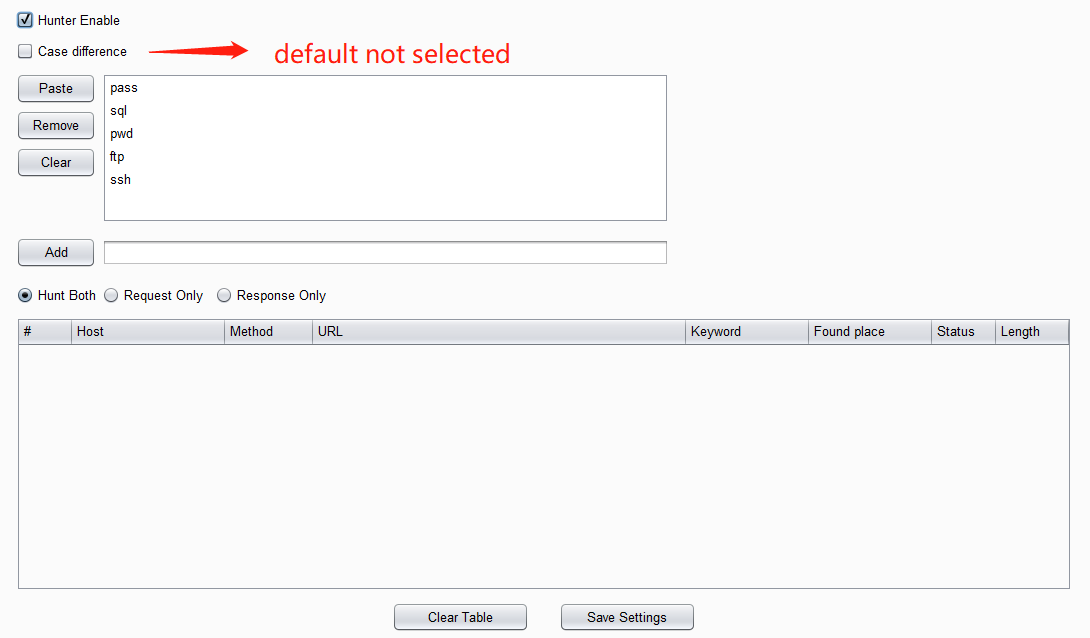 Hunter Enable
Case difference
default not selected
Paste
pass
sql
Remove
pwd
Clear
ftp
ssh
Add
Hunt Both Request Only Response Only
# Host Method URL Keyword Found place Status Length
Clear Table Save Settings